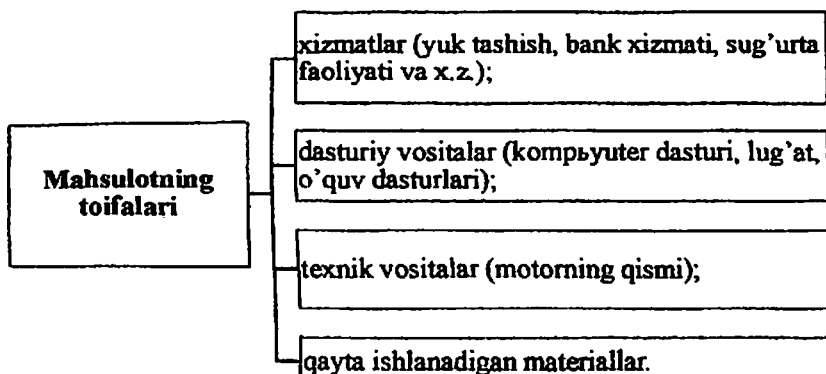 xizmatlar (yuk tashish, bank xizmati, sug'urta
faoliyati va x.z.);
Mahsulotning
toifalari
dasturiy vositalar (kompьyuter dasturi, lug'at,
o'quv dasturlari);
texnik vositalar (motorning qismi);
qayta ishlanadigan materiallar.